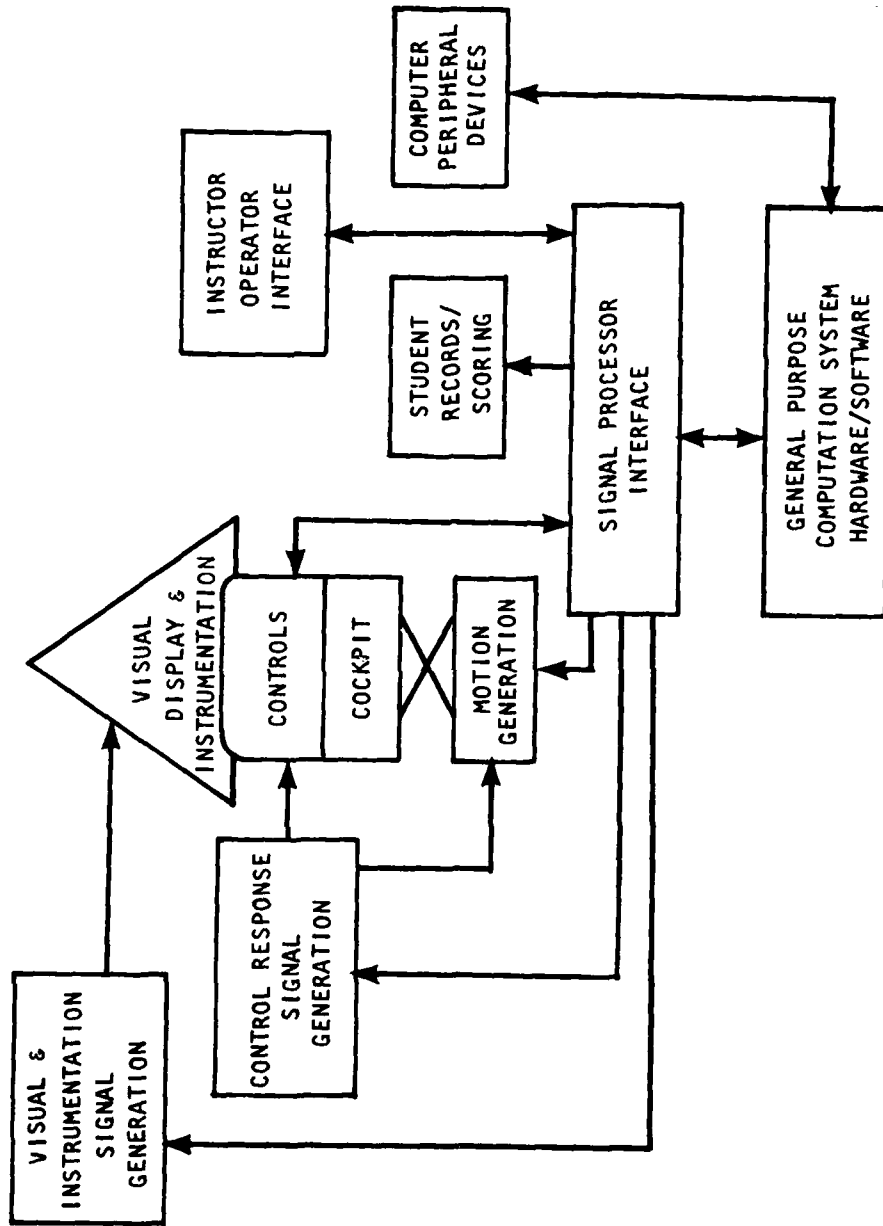 VISUAL &
INSTRUMENTATION
SIGNAL
GENERATION
VISUAL
DISPLAY &
INSTRUMENTATION
CONTROL RESPONSE
SIGNAL
GENERATION
CONTROLS
COCKPIT
MOTION
GENERATION
INSTRUCTOR
OPERATOR
INTERFACE
STUDENT
RECORDS/
SCORING
COMPUTER
PERIPHERAL
DEVICES
SIGNAL PROCESSOR
INTERFACE
GENERAL PURPOSE
COMPUTATION SYSTEM
HARDWARE/SOFTWARE